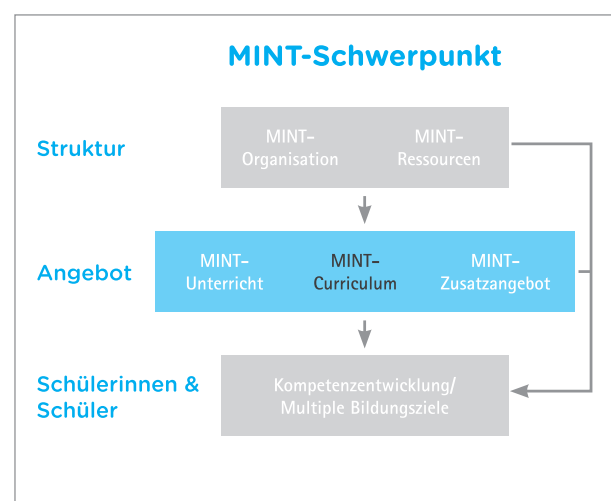 MINT-Schwerpunkt
Struktur
MINT-
Organisation
MINT-
Ressourcen
Angebot
MINT-
Unterricht
MINT-
Curriculum
MINT-
Zusatzangebot
Schülerinnen &
Schüler
Kompetenzentwicklung/
Multiple Bildungsziele